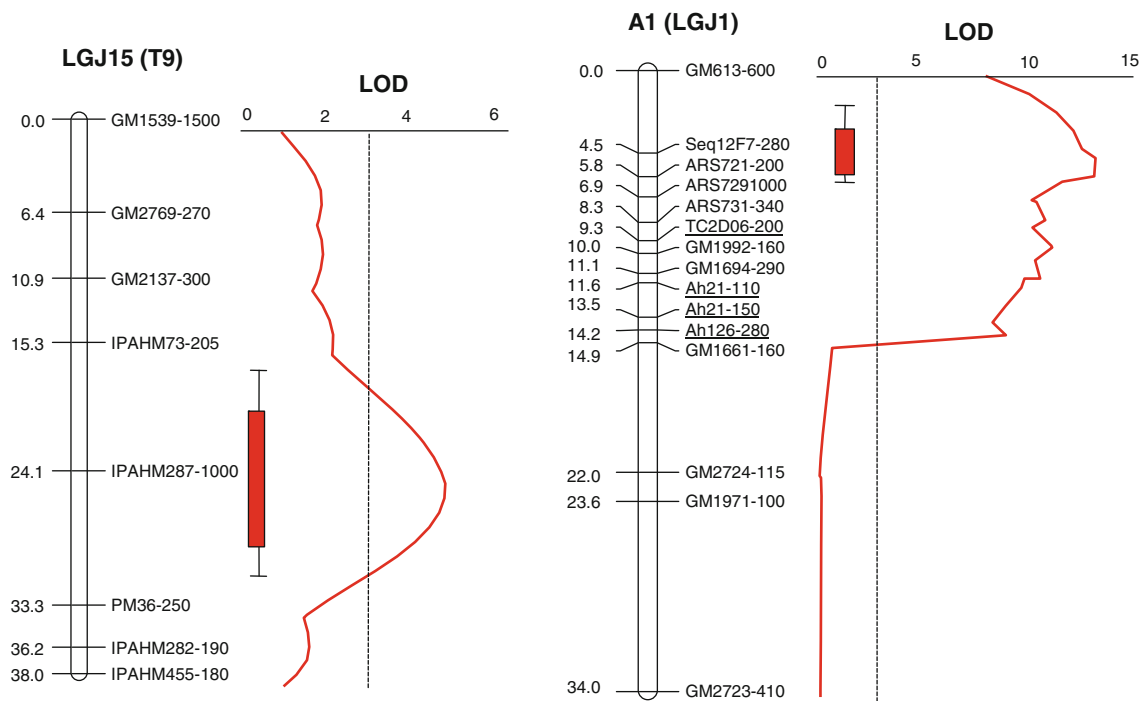 LGJ15 (T9)
LOD
0 2 4 6
0.0 GM1539-1500
6.4 GM2769-270
10.9 GM2137-300
15.3 IPAHM73-205
24.1 IPAHM287-1000
33.3 PM36-250
36.2 IPAHM282-190
38.0 IPAHM455-180
A1 (LGJ1)
LOD
0 5 10 15
0.0 GM613-600
4.5 Seq12F7-280
5.8 ARS721-200
6.9 ARS7291000
8.3 ARS731-340
9.3 TC2D06-200
10.0 GM1992-160
11.1 GM1694-290
11.6 Ah21-110
13.5 Ah21-150
14.2 Ah126-280
14.9 GM1661-160
22.0 GM2724-115
23.6 GM1971-100
34.0 GM2723-410